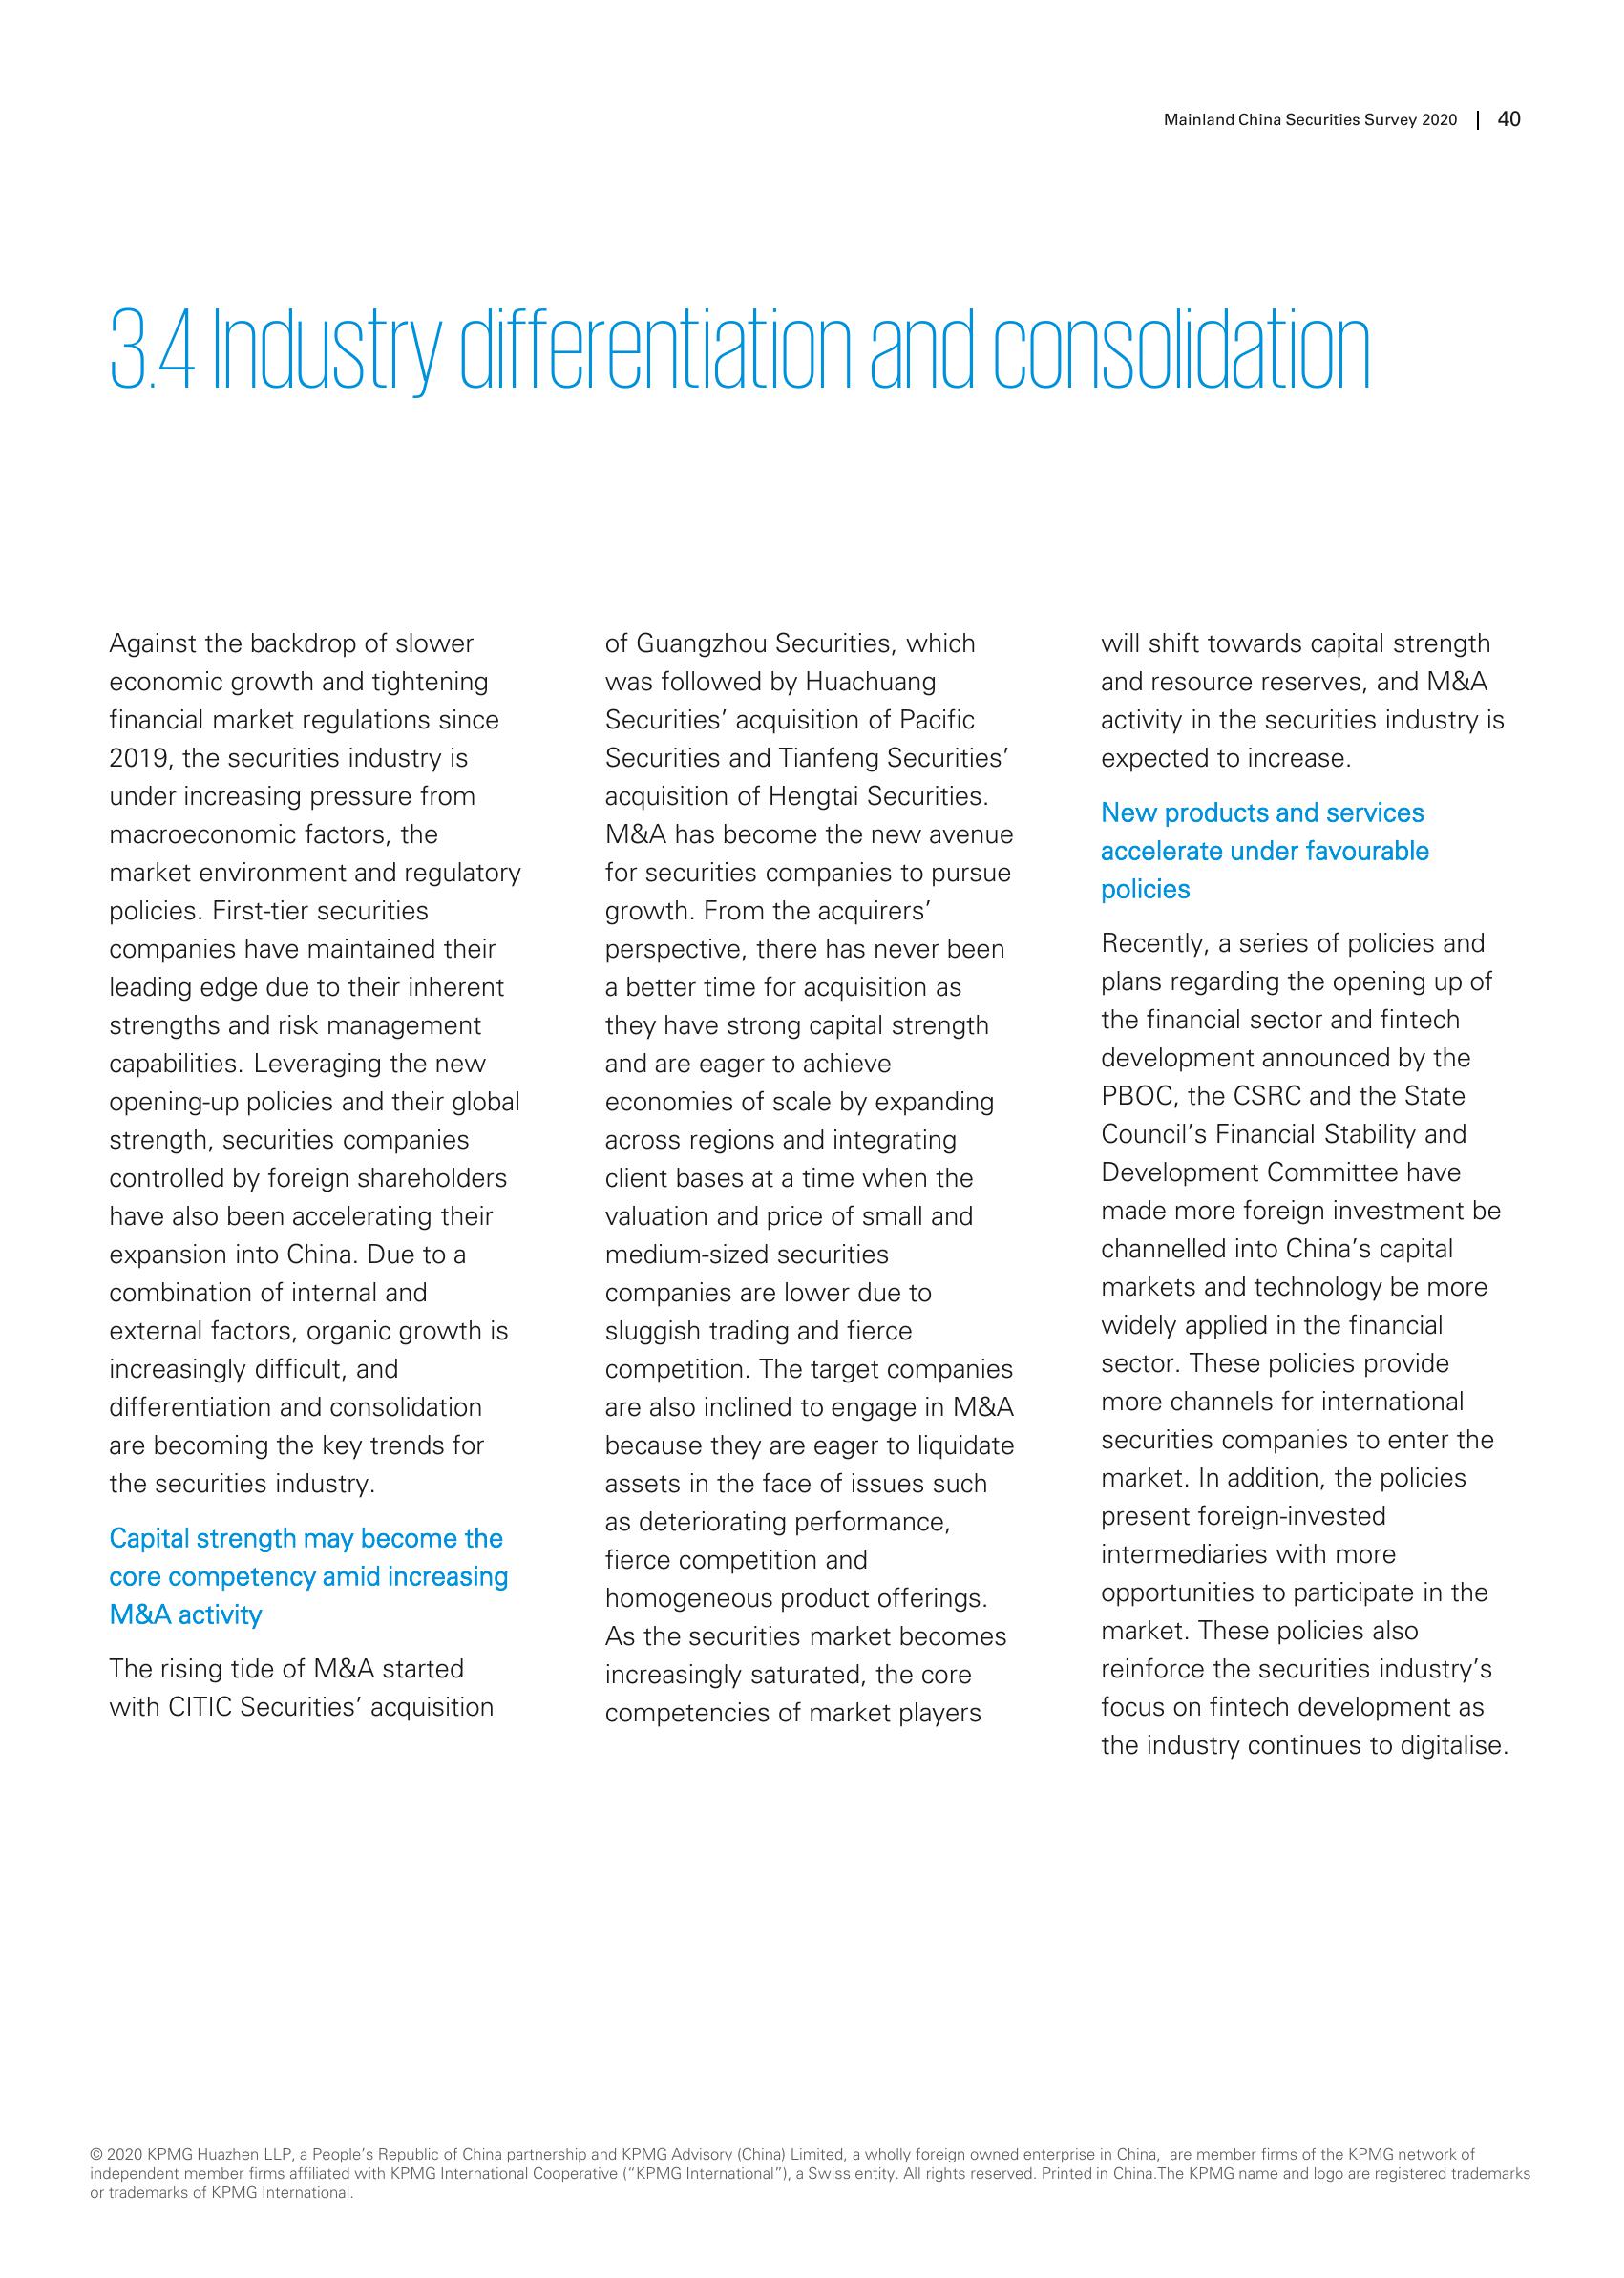 Mainland China Securities Survey 2020 | 40
3.4 Industry differentiation and consolidation
Against the backdrop of slower
economic growth and tightening
financial market regulations since
2019, the securities industry is
under increasing pressure from
macroeconomic factors, the
market environment and regulatory
policies. First-tier securities
companies have maintained their
leading edge due to their inherent
strengths and risk management
capabilities. Leveraging the new
opening-up policies and their global
strength, securities companies
controlled by foreign shareholders
have also been accelerating their
expansion into China. Due to a
combination of internal and
external factors, organic growth is
increasingly difficult, and
differentiation and consolidation
are becoming the key trends for
the securities industry.
Capital strength may become the
core competency amid increasing
M&A activity
The rising tide of M&A started
with CITIC Securities’ acquisition
of Guangzhou Securities, which
was followed by Huachuang
Securities’ acquisition of Pacific
Securities and Tianfeng Securities’
acquisition of Hengtai Securities.
M&A has become the new avenue
for securities companies to pursue
growth. From the acquirers’
perspective, there has never been
a better time for acquisition as
they have strong capital strength
and are eager to achieve
economies of scale by expanding
across regions and integrating
client bases at a time when the
valuation and price of small and
medium-sized securities
companies are lower due to
sluggish trading and fierce
competition. The target companies
are also inclined to engage in M&A
because they are eager to liquidate
assets in the face of issues such
as deteriorating performance,
fierce competition and
homogeneous product offerings.
As the securities market becomes
increasingly saturated, the core
competencies of market players
will shift towards capital strength
and resource reserves, and M&A
activity in the securities industry is
expected to increase.
New products and services
accelerate under favourable
policies
Recently, a series of policies and
plans regarding the opening up of
the financial sector and fintech
development announced by the
PBOC, the CSRC and the State
Council’s Financial Stability and
Development Committee have
made more foreign investment be
channelled into China’s capital
markets and technology be more
widely applied in the financial
sector. These policies provide
more channels for international
securities companies to enter the
market. In addition, the policies
present foreign-invested
intermediaries with more
opportunities to participate in the
market. These policies also
reinforce the securities industry’s
focus on fintech development as
the industry continues to digitalise.
© 2020 KPMG Huazhen LLP, a People’s Republic of China partnership and KPMG Advisory (China) Limited, a wholly foreign owned enterprise in China, are member firms of the KPMG network of
independent member firms affiliated with KPMG International Cooperative (“KPMG International”), a Swiss entity. All rights reserved. Printed in China.The KPMG name and logo are registered trademarks
or trademarks of KPMG International.